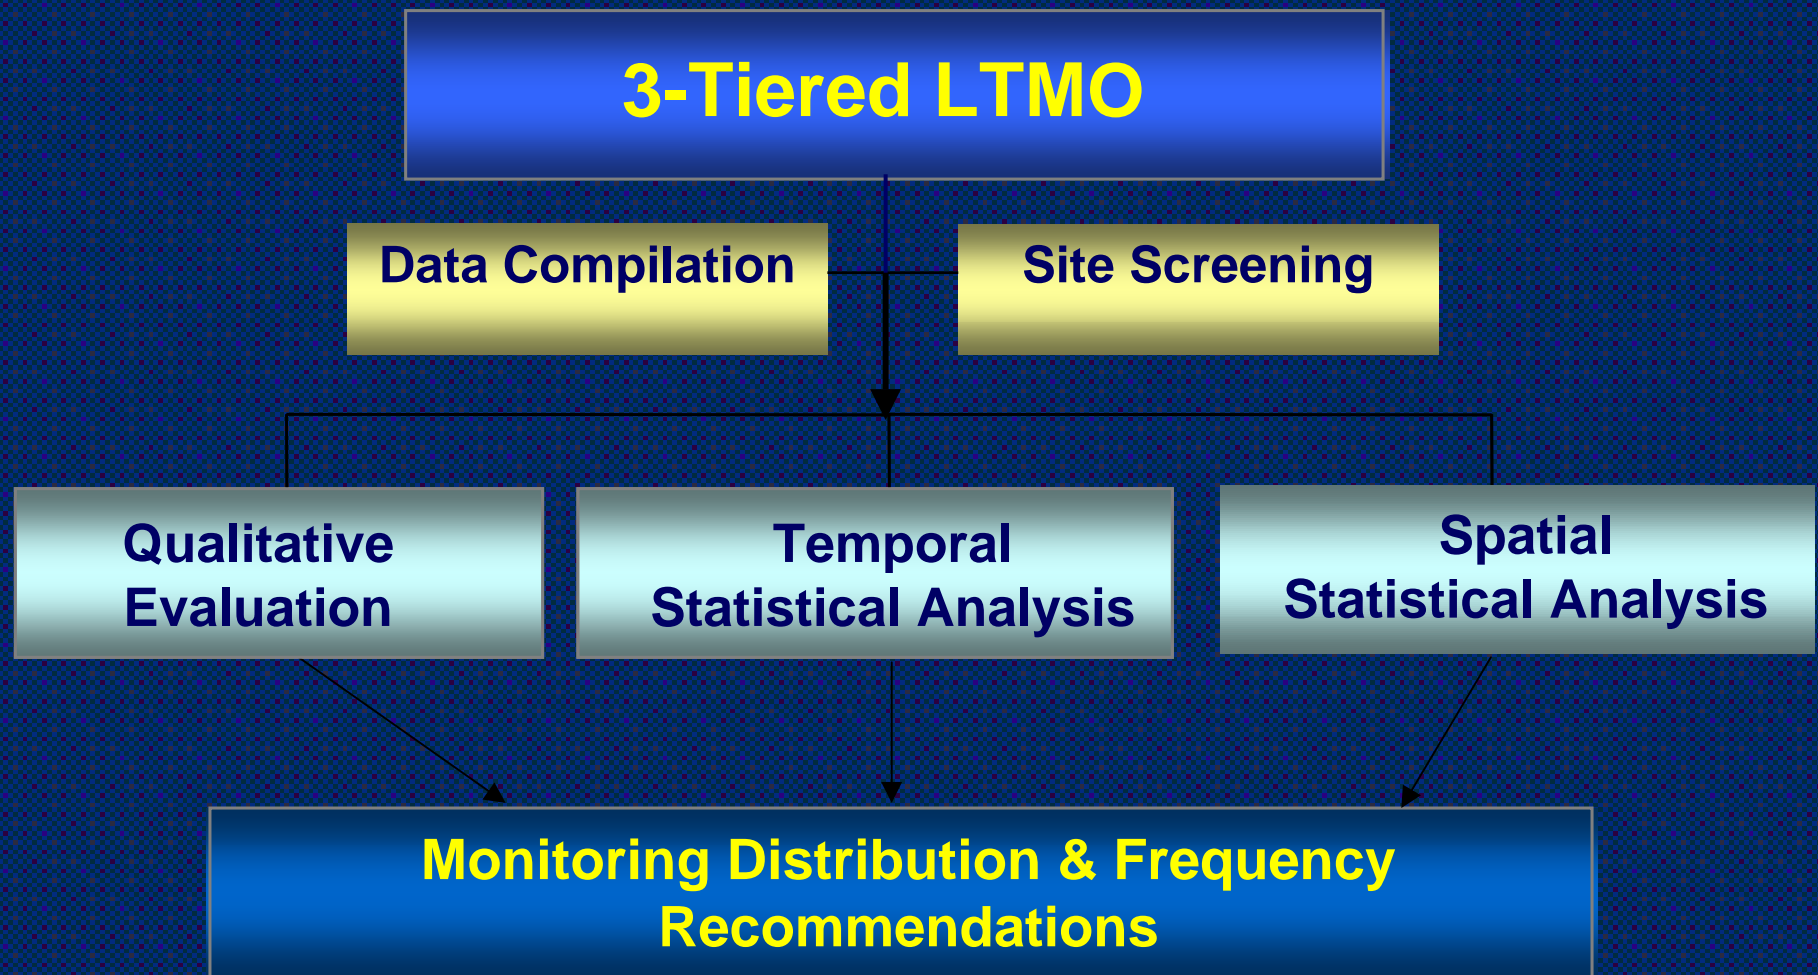 3-Tiered LTMO
Data Compilation
Site Screening
Qualitative
Evaluation
Temporal
Statistical Analysis
Spatial
Statistical Analysis
Monitoring Distribution & Frequency
Recommendations